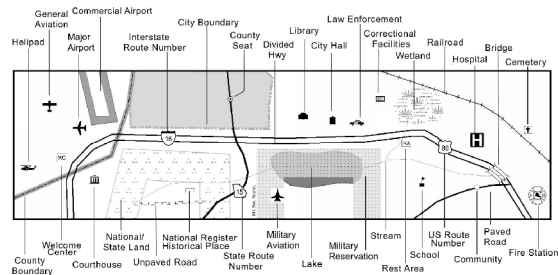 General
Aviation
Commercial Airport
Helipad
Major
Airport
Interstate
Route Number
City Boundary
County
Seat
Divided
Hwy
Library
City Hall
Law Enforcement
Correctional
Facilities
Wetland
Railroad
Hospital
Bridge
Cemetery
WC
16
15
RA
80
H
County
Boundary
Welcome
Center
Courthouse
National/
State Land
Unpaved Road
National Register
Historical Place
State Route
Number
Military
Aviation
Lake
Military
Reservation
Stream
Rest Area
School
US Route
Number
Community
Paved
Road
Fire Station